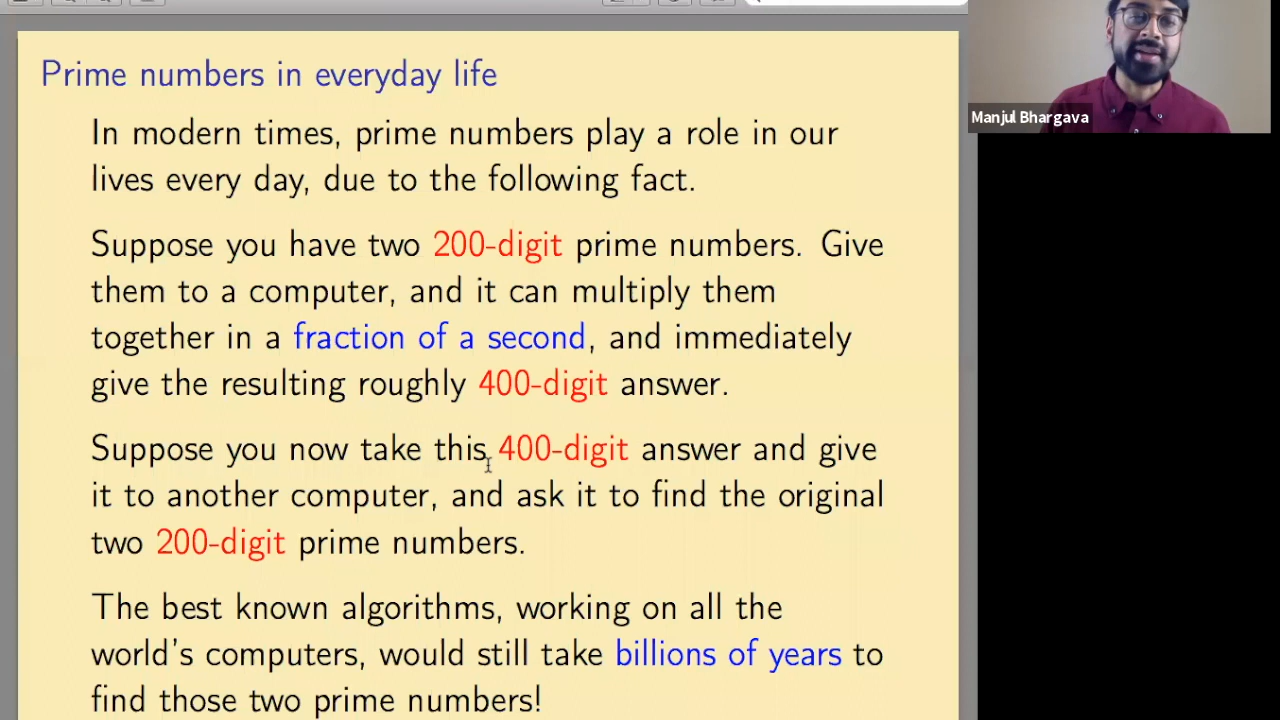 Prime numbers in everyday life
In modern times, prime numbers play a role in our
lives every day, due to the following fact.
Suppose you have two 200-digit prime numbers. Give
them to a computer, and it can multiply them
together in a fraction of a second, and immediately
give the resulting roughly 400-digit answer.
Suppose you now take this 400-digit answer and give
it to another computer, and ask it to find the original
two 200-digit prime numbers.
The best known algorithms, working on all the
world's computers, would still take billions of years to
find those two prime numbers!
Manjul Bhargava